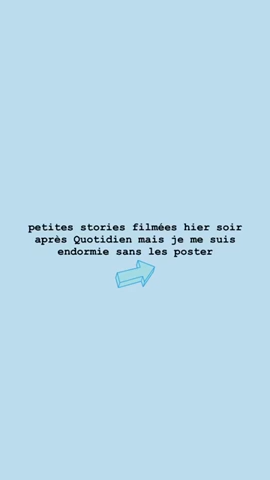 petites stories filmées hier soir
après Quotidien mais je me suis
endormie sans les poster